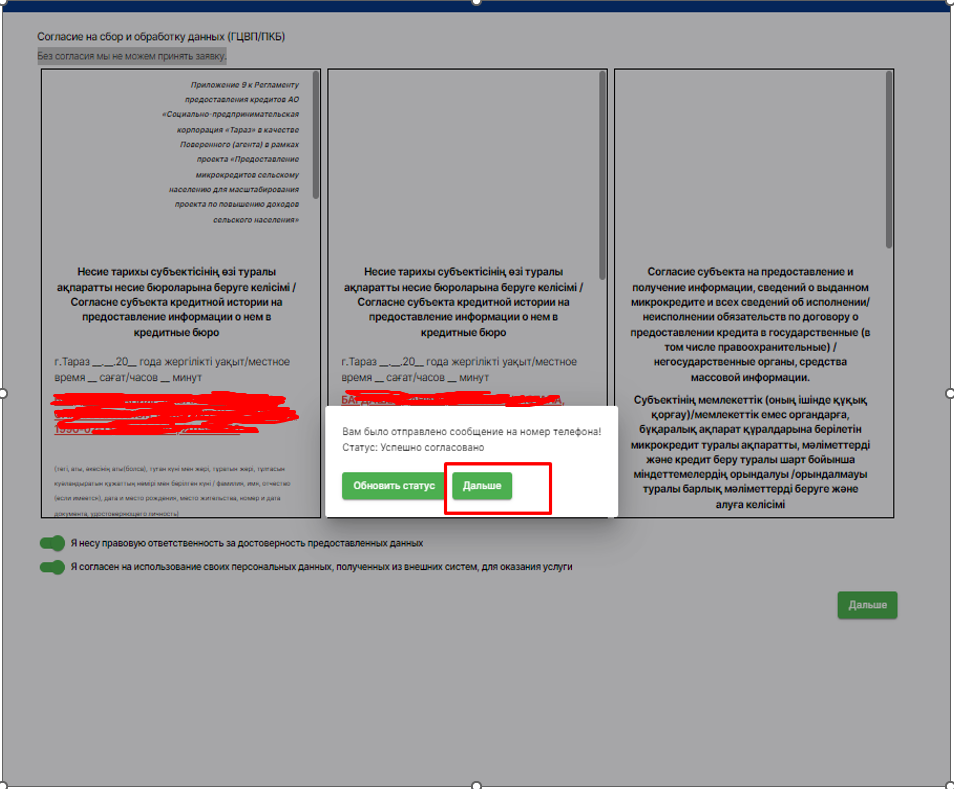 Согласие на сбор и обработку данных (ГЦВП/ПКБ)
Без согласия мы не можем принять заявку.
Приложение 9 к Регламенту
предоставления кредитов АО
«Социально-предпринимательская
корпорация «Тараз» в качестве
Поверенного (агента) в рамках
проекта «Предоставление
микрокредитов сельскому
населению для масштабирования
проекта по повышению доходов
сельского населения»
Несие тарихы субъектісінің өзі туралы
ақпаратты несие бюроларына беруге келісімі /
Согласне субъекта кредитной истории на
предоставление информации о нем в
кредитные бюро
г.Тараз __.__.20__ года жергілікті уақыт/местное
время __ сағат/часов __ минут
(тегі, аты, әкесінің аты(болса), туған күні мен жері, тұратын жері, тұлғасын
куәландыратын құжаттың нөмірі мен берілген күні / фамилия, имя, отчество
(если имеется), дата и место рождения, место жительства, номер и дата
документа, удостоверяющего личность)
Несие тарихы субъектісінің өзі туралы
ақпаратты несие бюроларына беруге келісімі /
Согласне субъекта кредитной истории на
предоставление информации о нем в
кредитные бюро
г.Тараз __.__.20__ года жергілікті уақыт/местное
время __ сағат/часов __ минут
Согласие субъекта на предоставление и
получение информации, сведений о выданном
микрокредите и всех сведений об исполнении/
неисполнении обязательств по договору о
предоставлении кредита в государственные (в
том числе правоохранительные) /
негосударственные органы, средства
массовой информации.
Субъектінің мемлекеттік (оның ішінде құқық
қорғау)/мемлекеттік емес органдарға,
бұқаралық ақпарат құралдарына берілетін
микрокредит туралы ақпаратты, мәліметтерді
және кредит беру туралы шарт бойынша
міндеттемелердің орындалуы /орындалмауы
туралы барлық мәліметтерді беруге және
алуға келісімі
Вам было отправлено сообщение на номер телефона!
Статус: Успешно согласовано
Обновить статус
Дальше
Я несу правовую ответственность за достоверность предоставленных данных
Я согласен на использование своих персональных данных, полученных из внешних систем, для оказания услуги
Дальше